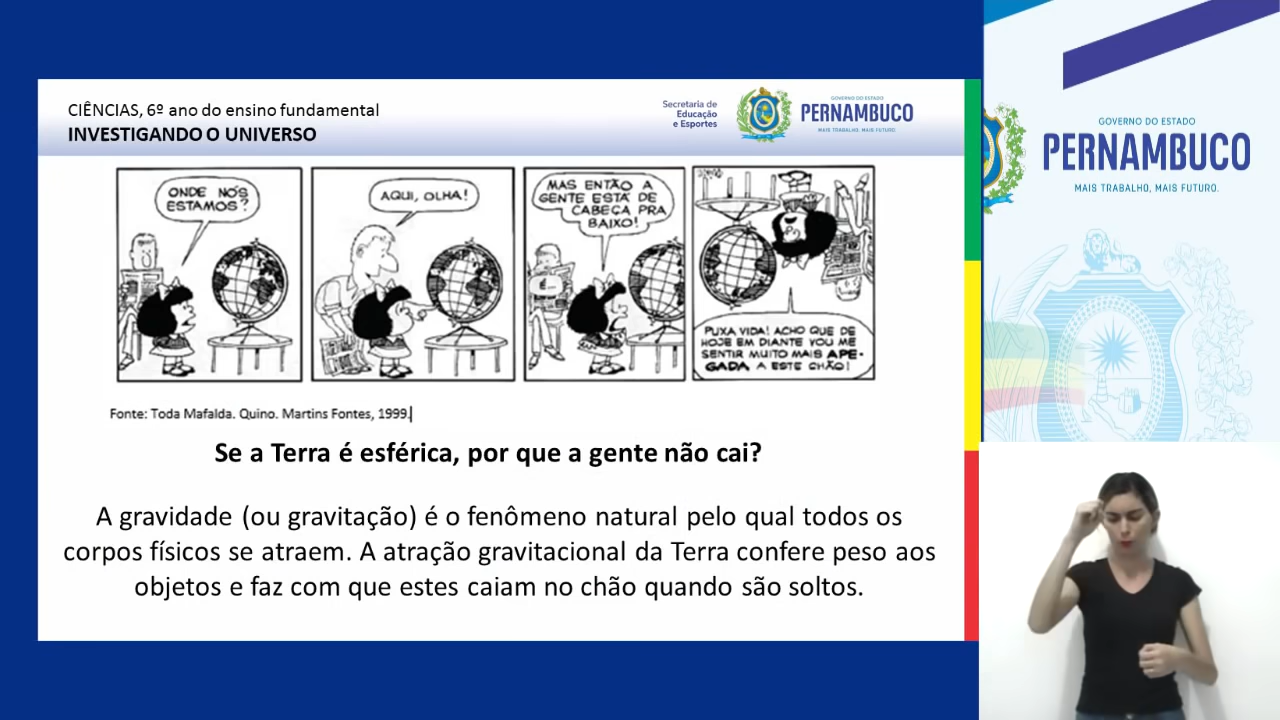 CIÊNCIAS, 6º ano do ensino fundamental
INVESTIGANDO O UNIVERSO
Secretaria de
Educação
e Esportes
GOVERNO DO ESTADO
PERNAMBUCO
MAIS TRABALHO, MAIS FUTURO.
GOVERNO DO ESTADO
PERNAMBUCO
MAIS TRABALHO, MAIS FUTURO.
ONDE NÓS
ESTAMOS?
AQUI, OLHA!
MAS ENTÃO A
GENTE ESTÁ DE
CABEÇA PRA
BAIXO!
PUXA VIDA! ACHO QUE DE
HOJE EM DIANTE VOU ME
SENTIR MUITO MAIS APE-
GADA A ESTE CHÃO!
Fonte: Toda Mafalda. Quino. Martins Fontes, 1999.
Se a Terra é esférica, por que a gente não cai?
A gravidade (ou gravitação) é o fenômeno natural pelo qual todos os
corpos físicos se atraem. A atração gravitacional da Terra confere peso aos
objetos e faz com que estes caiam no chão quando são soltos.